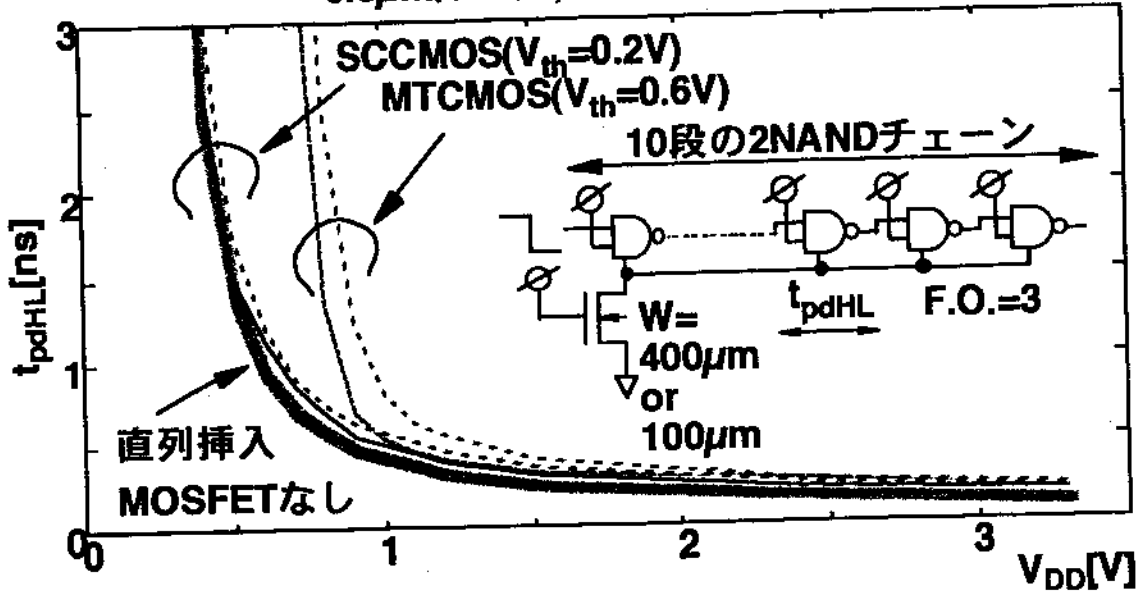 SCCMOS(Vth=0.2V)
MTCMOS(Vth=0.6V)
10段の2NANDチェーン
tpdHL
F.O.=3
W=
400μm
or
100μm
直列挿入
MOSFETなし
tpdHL[ns]
3
2
1
0
0
1
2
3
VDD[V]